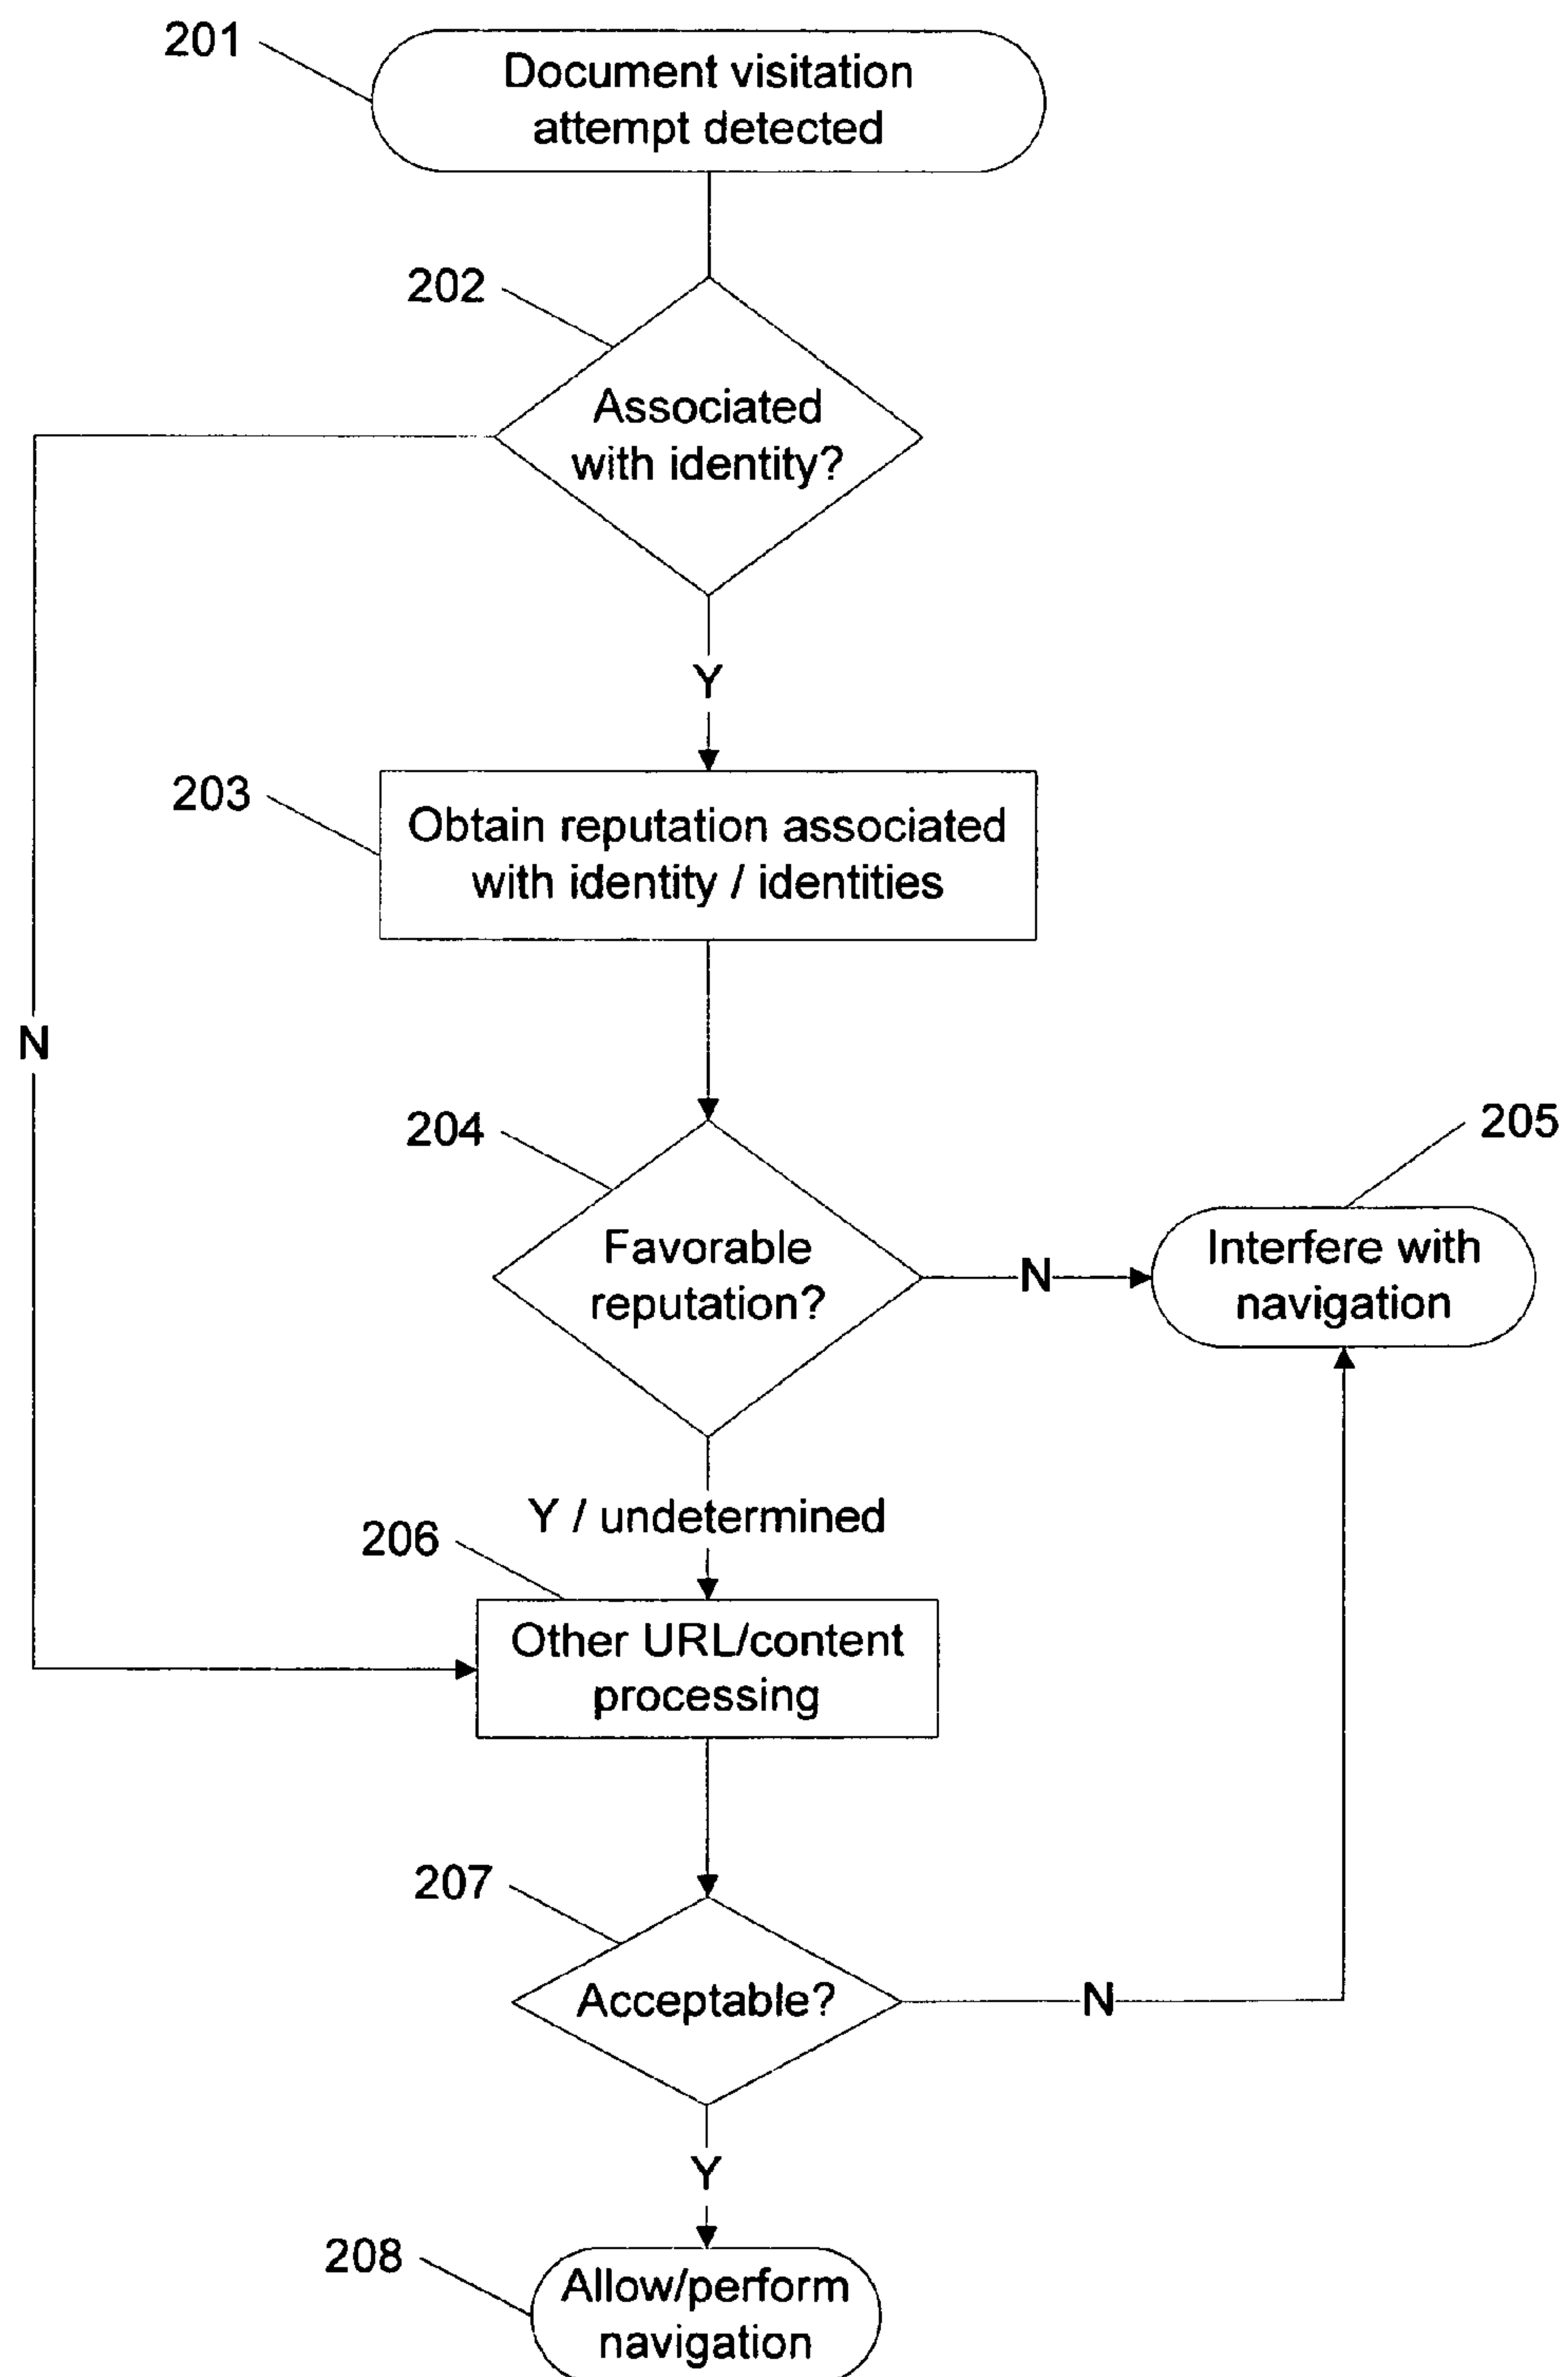 201
Document visitation
attempt detected
202
Associated
with identity?
Y
203
Obtain reputation associated
with identity / identities
N
204
205
Favorable
reputation?
N
Interfere with
navigation
Y / undetermined
206
Other URL/content
processing
207
Acceptable?
N
Y
208
Allow/perform
navigation